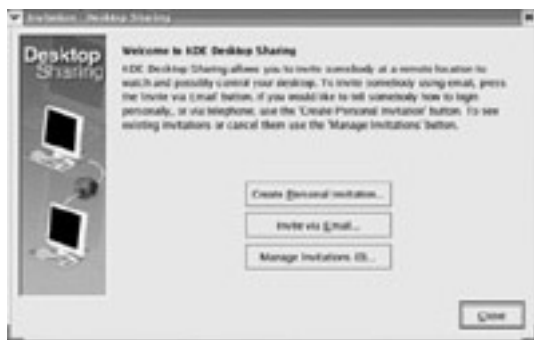 Invitation - Desktop Sharing
Desktop
Sharing
Welcome to KDE Desktop Sharing
KDE Desktop Sharing allows you to invite somebody at a remote location to
watch and possibly control your desktop. To invite somebody using email, press
the 'Invite via Email' button. If you would like to tell somebody how to login
personally, or via telephone, use the 'Create Personal Invitation' button. To see
existing invitations or cancel them use the 'Manage Invitations' button.
Create Personal Invitation...
Invite via Email...
Manage Invitations (0)...
Close